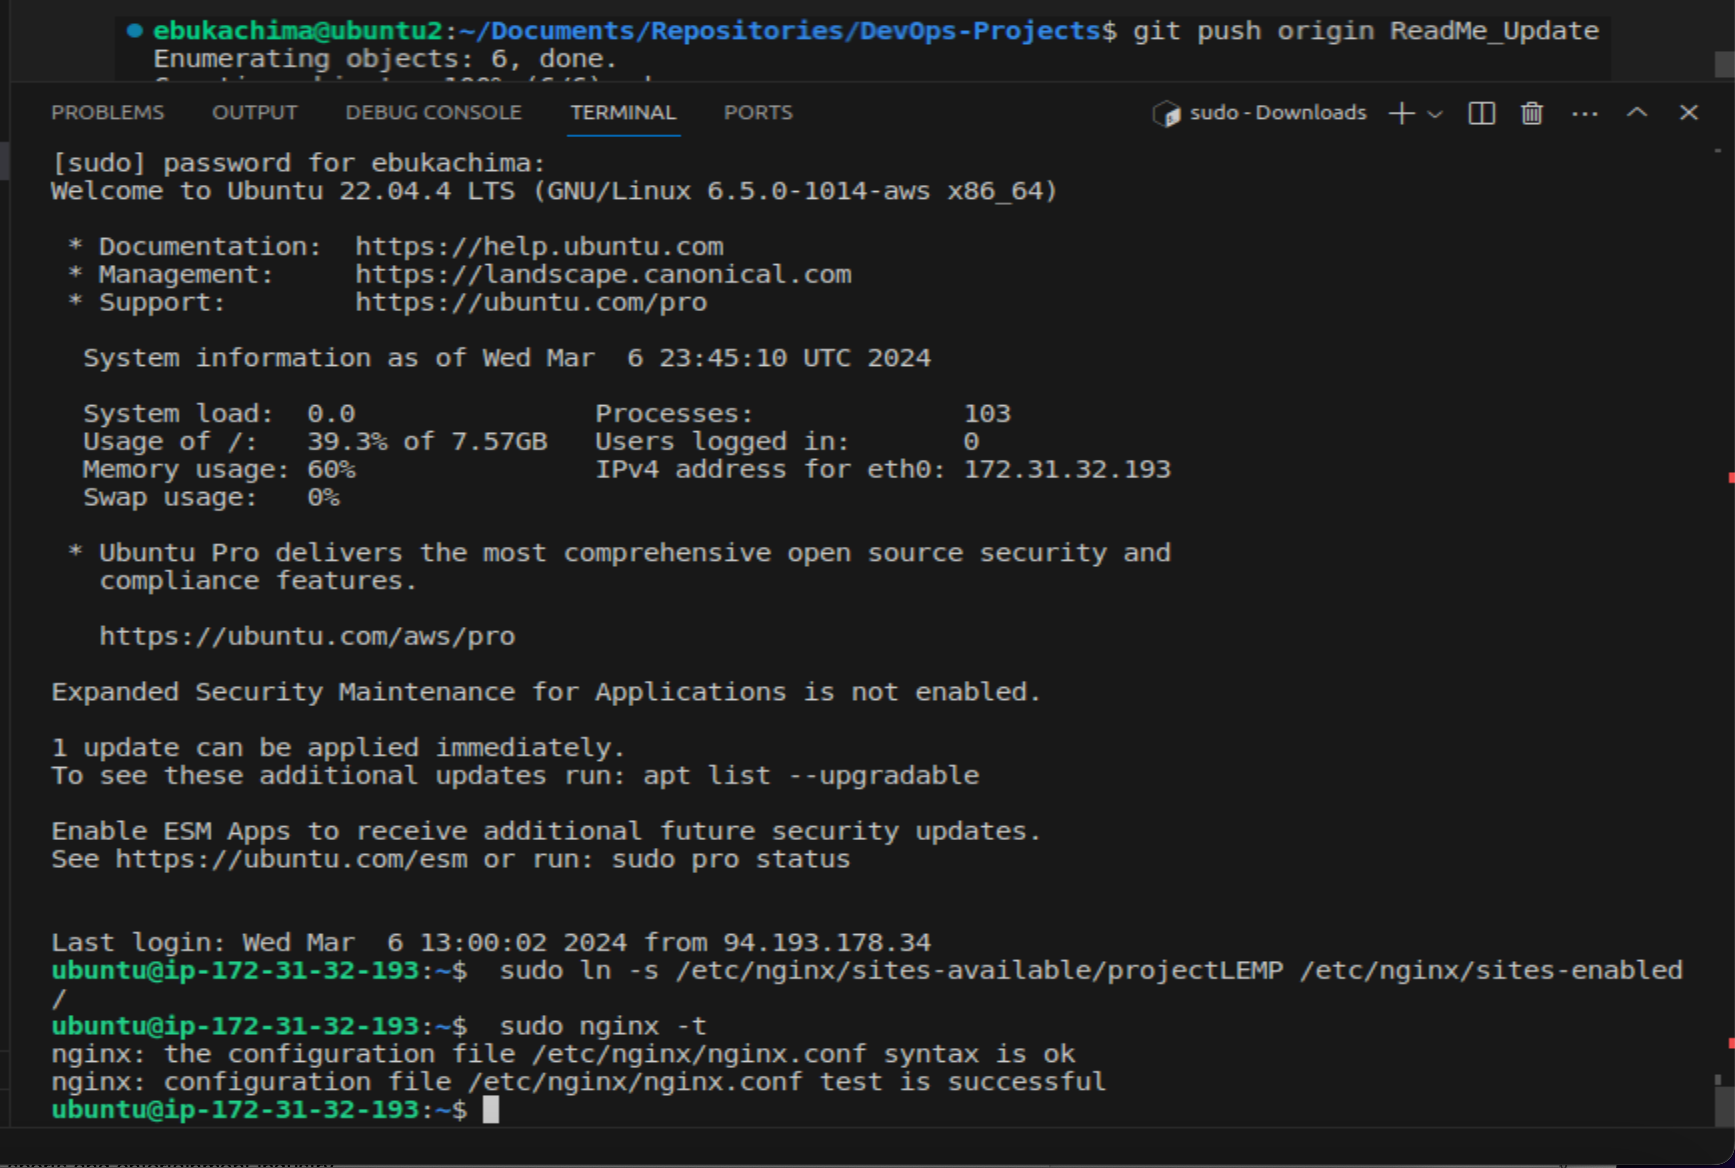 ebukachima@ubuntu2:~/Documents/Repositories/DevOps-Projects$ git push origin ReadMe_Update
Enumerating objects: 6, done.
PROBLEMS OUTPUT DEBUG CONSOLE TERMINAL PORTS sudo - Downloads
[sudo] password for ebukachima:
Welcome to Ubuntu 22.04.4 LTS (GNU/Linux 6.5.0-1014-aws x86_64)
* Documentation: https://help.ubuntu.com
* Management: https://landscape.canonical.com
* Support: https://ubuntu.com/pro
System information as of Wed Mar 6 23:45:10 UTC 2024
System load: 0.0 Processes: 103
Usage of /: 39.3% of 7.57GB Users logged in: 0
Memory usage: 60% IPv4 address for eth0: 172.31.32.193
Swap usage: 0%
* Ubuntu Pro delivers the most comprehensive open source security and
compliance features.
https://ubuntu.com/aws/pro
Expanded Security Maintenance for Applications is not enabled.
1 update can be applied immediately.
To see these additional updates run: apt list --upgradable
Enable ESM Apps to receive additional future security updates.
See https://ubuntu.com/esm or run: sudo pro status
Last login: Wed Mar 6 13:00:02 2024 from 94.193.178.34
ubuntu@ip-172-31-32-193:~$ sudo ln -s /etc/nginx/sites-available/projectLEMP /etc/nginx/sites-enabled
/
ubuntu@ip-172-31-32-193:~$ sudo nginx -t
nginx: the configuration file /etc/nginx/nginx.conf syntax is ok
nginx: configuration file /etc/nginx/nginx.conf test is successful
ubuntu@ip-172-31-32-193:~$